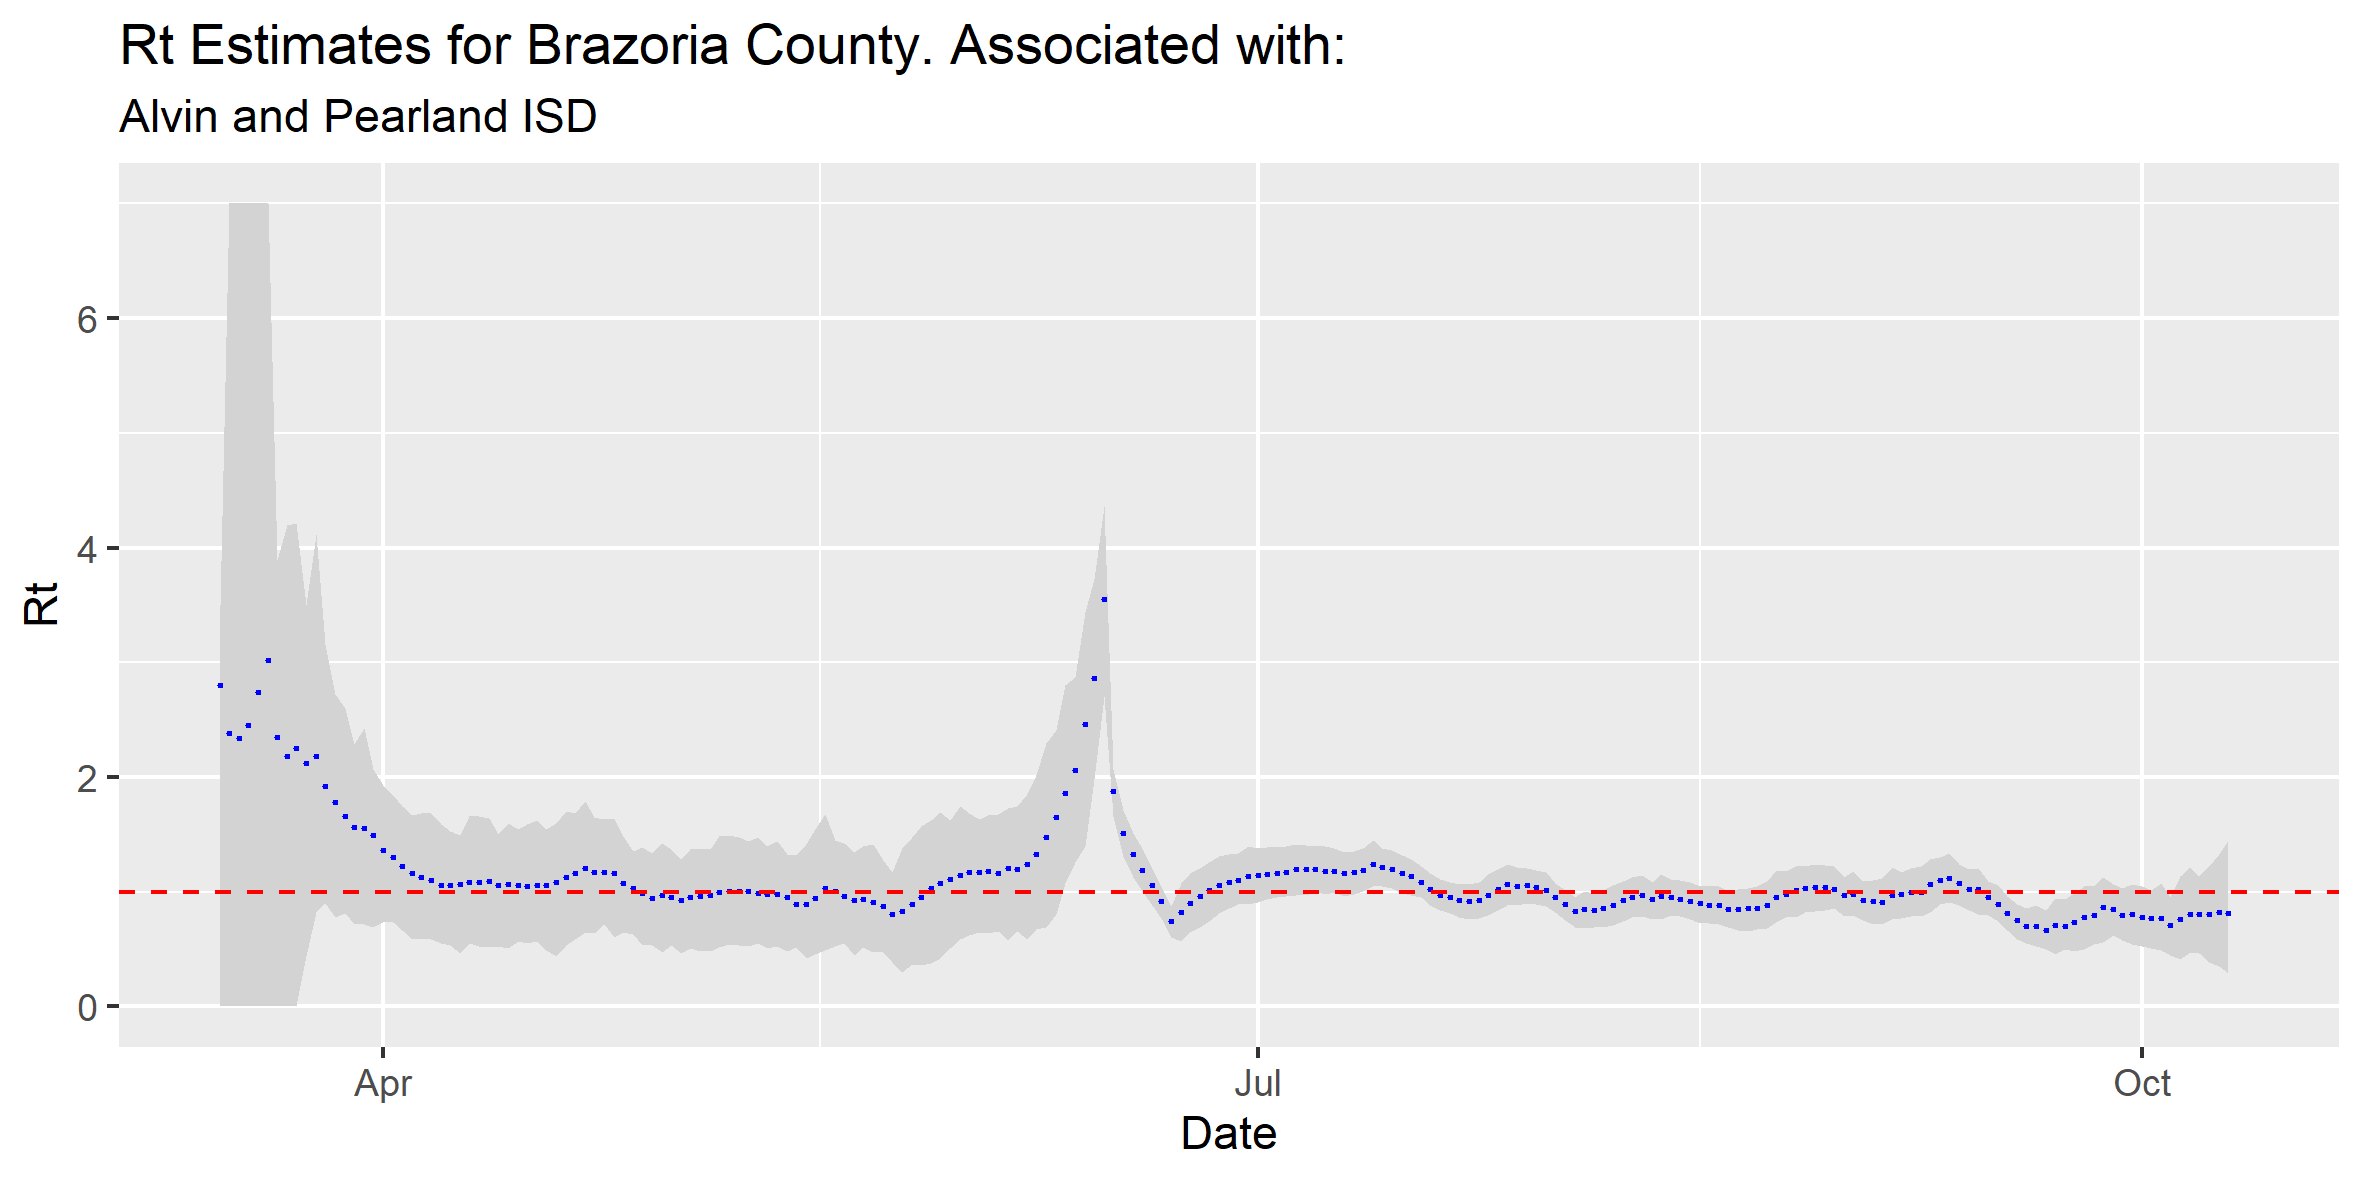 Rt Estimates for Brazoria County. Associated with:
Alvin and Pearland ISD
6
4
2
0
Rt
Apr
Jul
Oct
Date